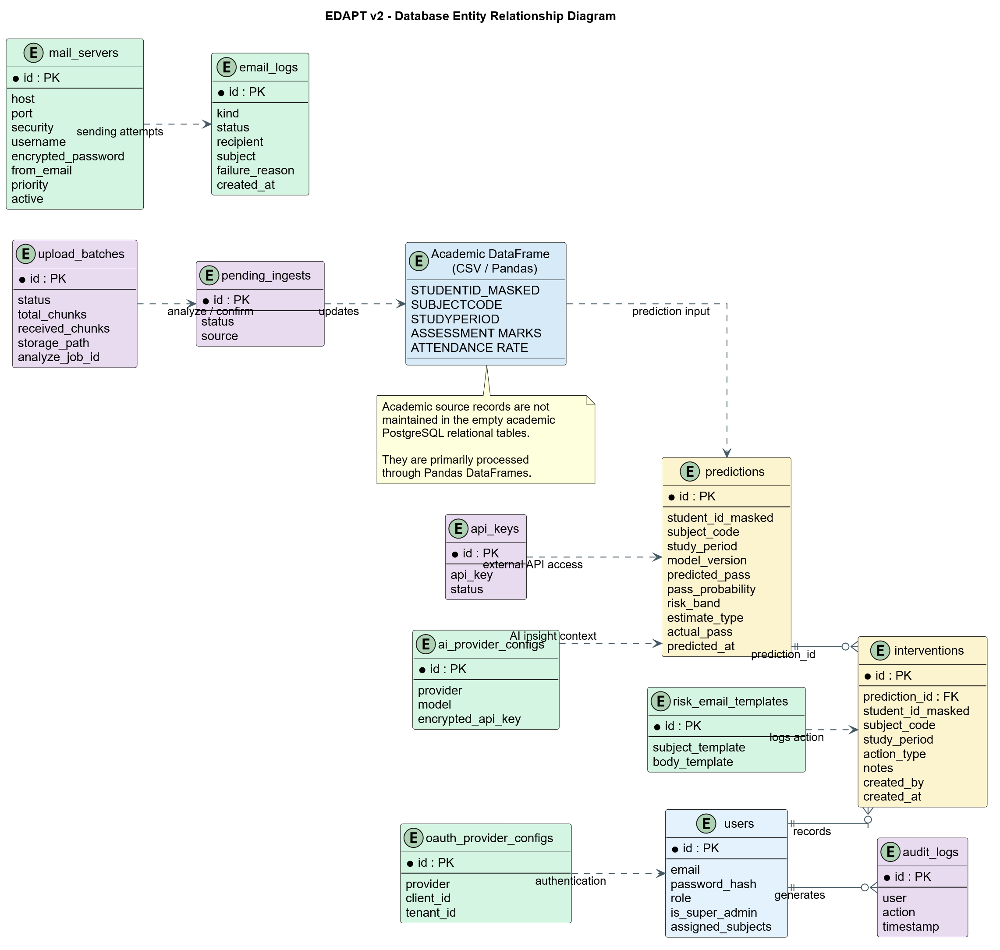 EDAPT v2 - Database Entity Relationship Diagram
E mail_servers
id : PK
host
port
security
username
encrypted_password
from_email
priority
active
sending attempts
E email_logs
id : PK
kind
status
recipient
subject
failure_reason
created_at
E upload_batches
id : PK
status
total_chunks
received_chunks
storage_path
analyze_job_id
analyze / confirm
E pending_ingests
id : PK
status
source
updates
E Academic DataFrame
(CSV / Pandas)
STUDENTID_MASKED
SUBJECTCODE
STUDYPERIOD
ASSESSMENT MARKS
ATTENDANCE RATE
prediction input
Academic source records are not
maintained in the empty academic
PostgreSQL relational tables.
They are primarily processed
through Pandas DataFrames.
E predictions
id : PK
student_id_masked
subject_code
study_period
model_version
predicted_pass
pass_probability
risk_band
estimate_type
actual_pass
predicted_at
E api_keys
id : PK
api_key
status
external API access
E ai_provider_configs
id : PK
provider
model
encrypted_api_key
AI insight context
prediction_id
E interventions
id : PK
prediction_id : FK
student_id_masked
subject_code
study_period
action_type
notes
created_by
created_at
E risk_email_templates
id : PK
subject_template
body_template
logs action
E oauth_provider_configs
id : PK
provider
client_id
tenant_id
authentication
E users
id : PK
email
password_hash
role
is_super_admin
assigned_subjects
records
generates
E audit_logs
id : PK
user
action
timestamp